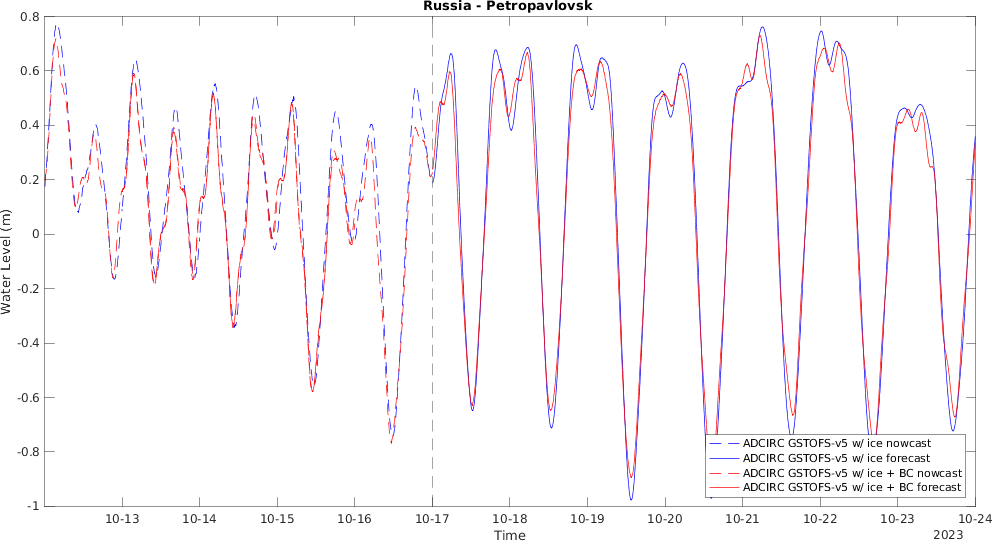 Russia - Petropavlovsk
0.8
0.6
0.4
0.2
0
-0.2
-0.4
-0.6
-0.8
-1
Water Level (m)
ADCIRC GSTOFS-v5 w/ ice nowcast
ADCIRC GSTOFS-v5 w/ ice forecast
ADCIRC GSTOFS-v5 w/ ice + BC nowcast
ADCIRC GSTOFS-v5 w/ ice + BC forecast
10-13 10-14 10-15 10-16 10-17 10-18 10-19 10-20 10-21 10-22 10-23 10-24
Time
2023